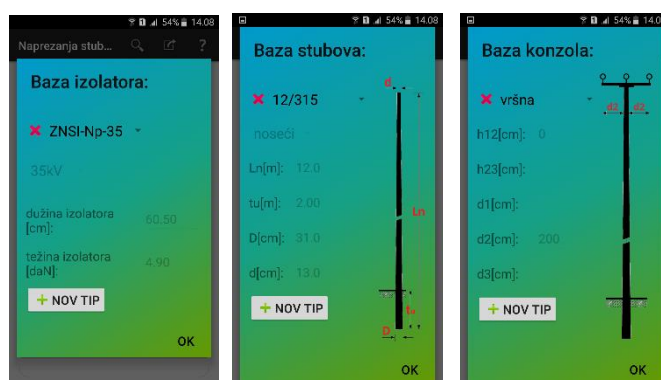 54% 14.08
Naprezanja stub... ?
Baza izolatora:
ZNSI-Np-35
35kV
dužina izolatora
[cm]: 60.50
težina izolatora
[daN]: 4.90
+ NOV TIP
OK
54% 14.08
Baza stubova:
d
12/315
noseći
Ln[m]: 12.0
tu[m]: 2.00
Ln
D[cm]: 31.0
d[cm]: 13.0
+ NOV TIP
tu
D
OK
54% 14.08
Baza konzola:
vršna
d2 d2
h12[cm]: 0
h23[cm]:
d1[cm]:
d2[cm]: 200
d3[cm]:
+ NOV TIP
OK